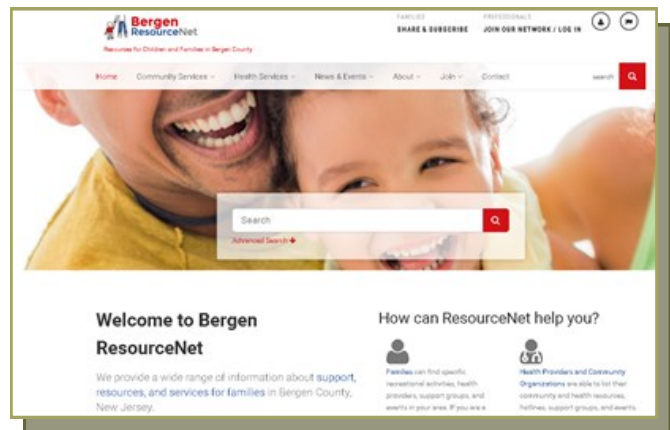 Bergen
ResourceNet
Resources for Children and Families in Bergen County
FAMILIES
SHARE & SUBSCRIBE
PROFESSIONALS
JOIN OUR NETWORK / LOG IN
Home Community Services Health Services News & Events About Join Contact search
Search
Advanced Search
Welcome to Bergen
ResourceNet
We provide a wide range of information about support,
resources, and services for families in Bergen County,
New Jersey.
How can ResourceNet help you?
Families can find specific
recreational activities, health
providers, support groups, and
events in your area. If you are a
Health Providers and Community
Organizations are able to list their
community and health resources,
hotlines, support groups, and events